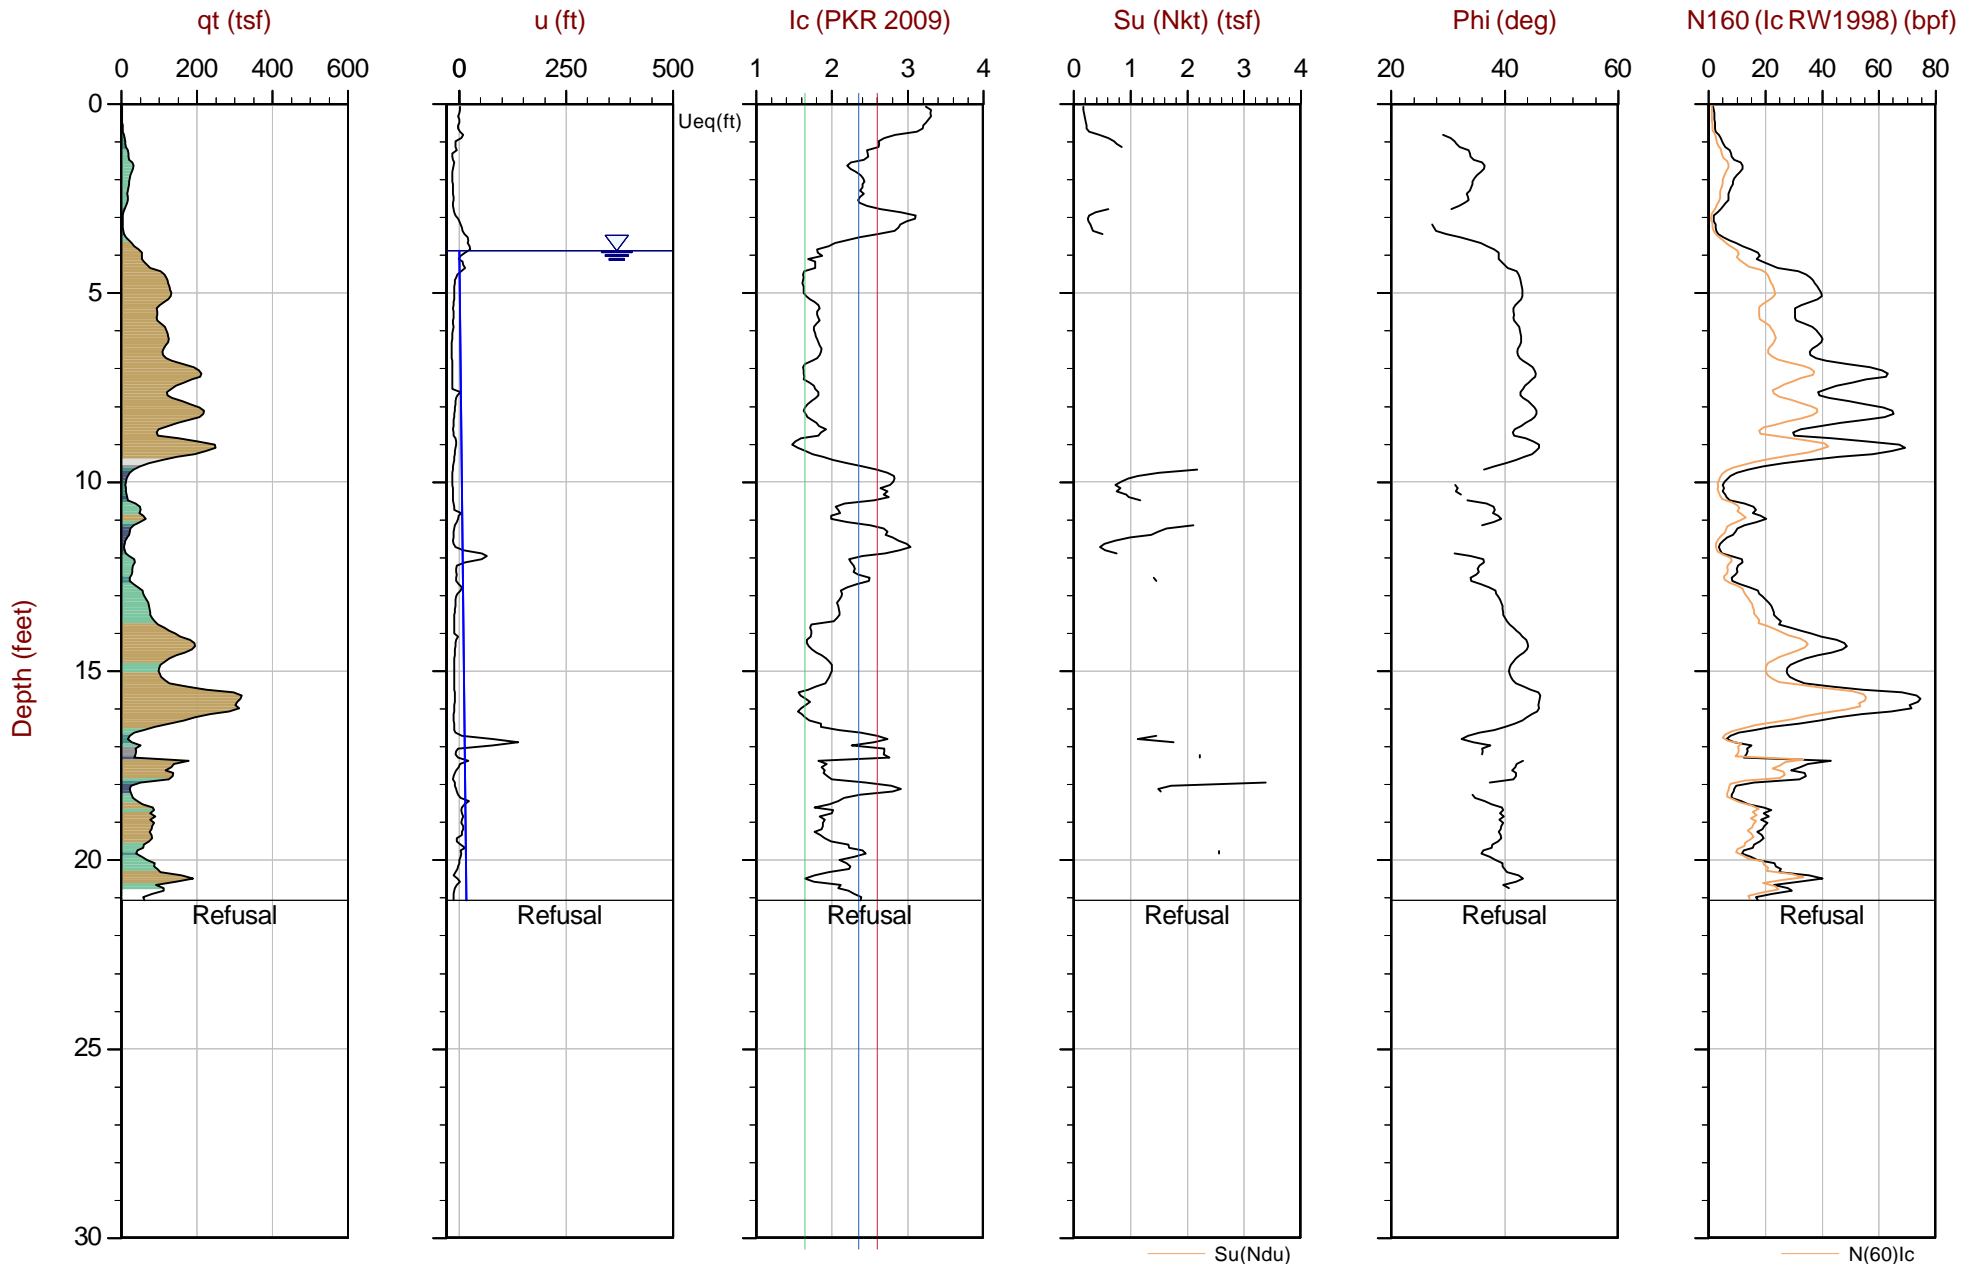 qt (tsf) u (ft) Ic (PKR 2009) Su (Nkt) (tsf) Phi (deg) N160 (Ic RW1998) (bpf)
0 200 400 600 0 250 500 1 2 3 4 0 1 2 3 4 20 40 60 0 20 40 60 80
0
Ueq(ft)
5
10
15
Depth (feet)
20
Refusal Refusal Refusal Refusal Refusal Refusal
25
30
Su(Ndu) N(60)Ic